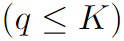 (q ≤ K)